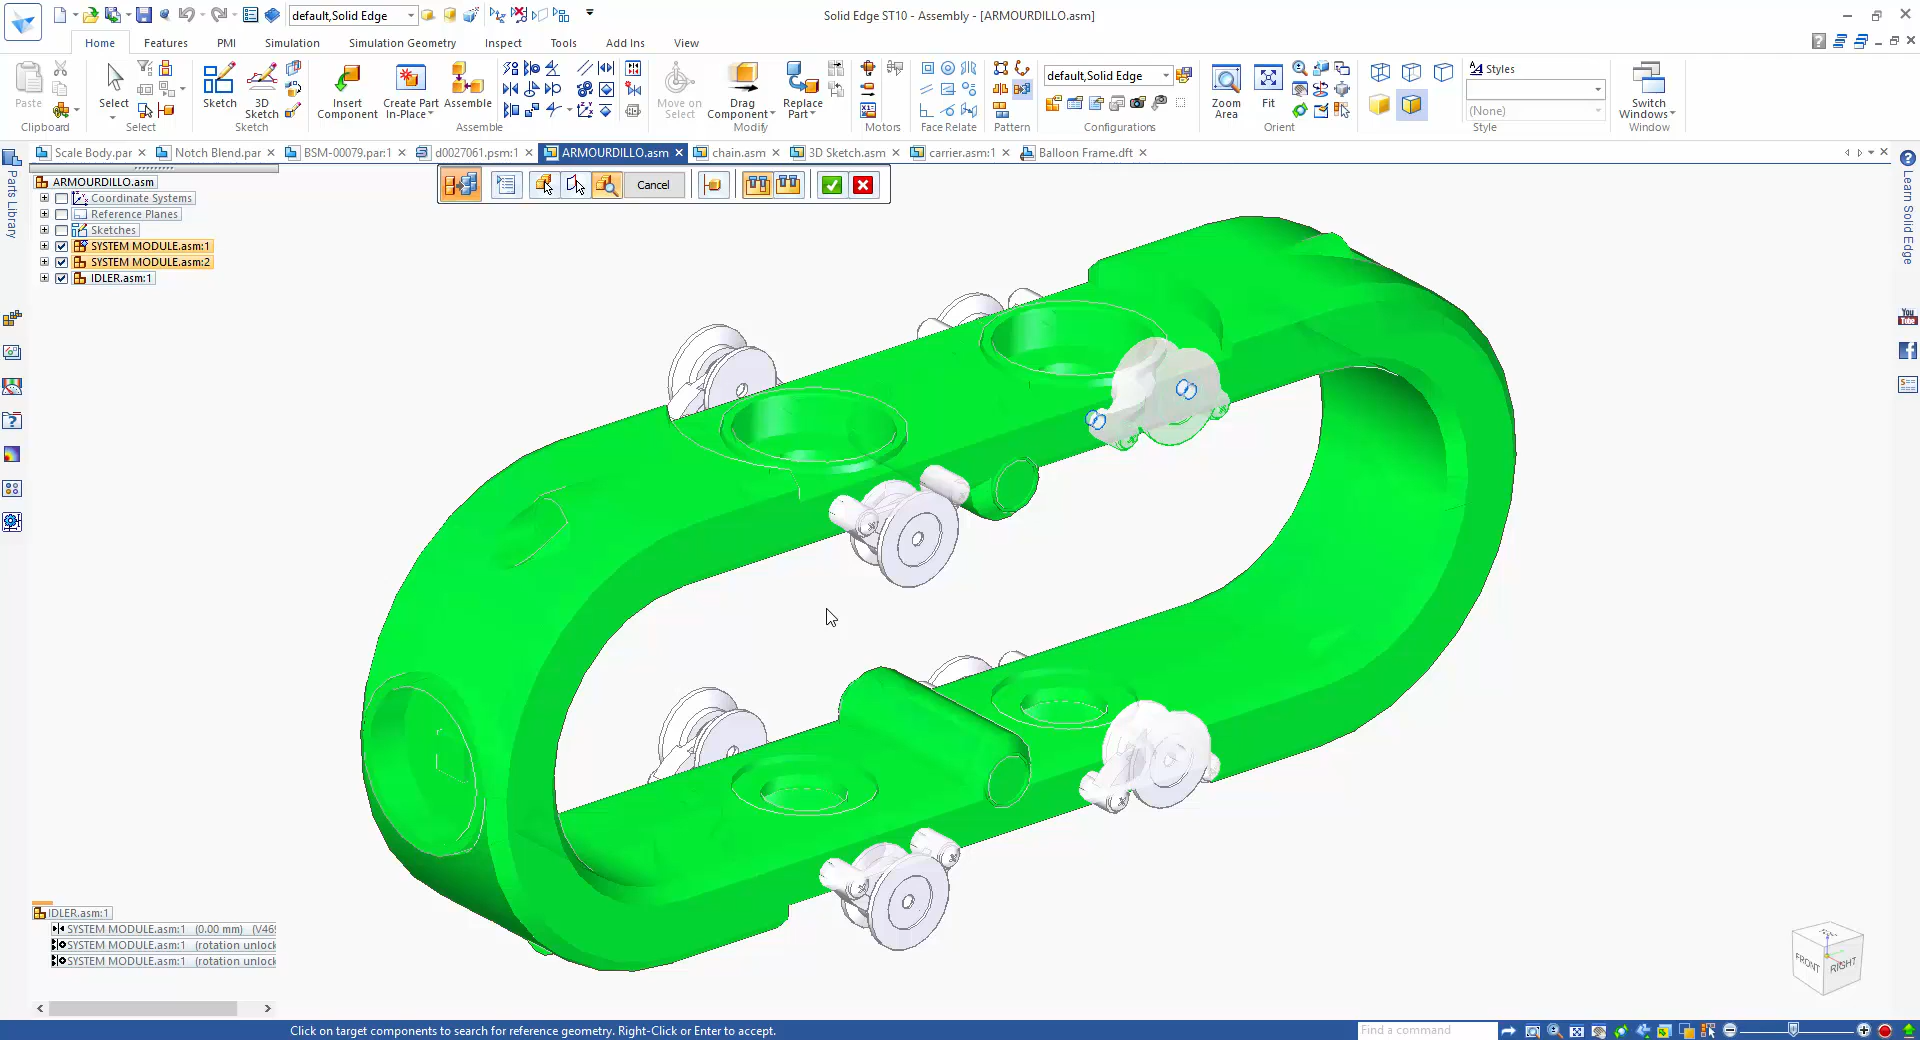 default,Solid Edge
Solid Edge ST10 - Assembly - [ARMOURDILLO.asm]
Home
Features
PMI
Simulation
Simulation Geometry
Inspect
Tools
Add Ins
View
Paste
Select
Sketch
3D Sketch
Insert Component
Create Part In-Place
Assemble
Move on Select
Drag Component
Replace Part
default,Solid Edge
Zoom Area
Fit
Styles
(None)
Switch Windows
Clipboard
Select
Sketch
Assemble
Modify
Motors
Face Relate
Pattern
Configurations
Orient
Style
Window
Scale Body.par
Notch Blend.par
BSM-00079.par:1
d0027061.psm:1
ARMOURDILLO.asm
chain.asm
3D Sketch.asm
carrier.asm:1
Balloon Frame.dft
Parts Library
Learn Solid Edge
Cancel
ARMOURDILLO.asm
Coordinate Systems
Reference Planes
Sketches
SYSTEM MODULE.asm:1
SYSTEM MODULE.asm:2
IDLER.asm:1
You Tube
IDLER.asm:1
SYSTEM MODULE.asm:1 (0.00 mm) (V46
SYSTEM MODULE.asm:1 (rotation unlock
SYSTEM MODULE.asm:1 (rotation unlock
FRONT
RIGHT
Click on target components to search for reference geometry. Right-Click or Enter to accept.
Find a command